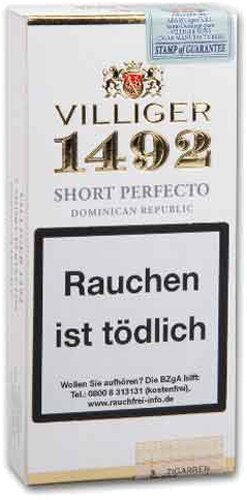 STAMP of GUARANTEE
VILLIGER
1492
SHORT PERFECTO
DOMINICAN REPUBLIC
Rauchen
ist tödlich
Wollen Sie aufhören? Die BZgA hilft:
Tel.: 0800 8 313131 (kostenfrei),
www.rauchfrei-info.de
ZIGARREN